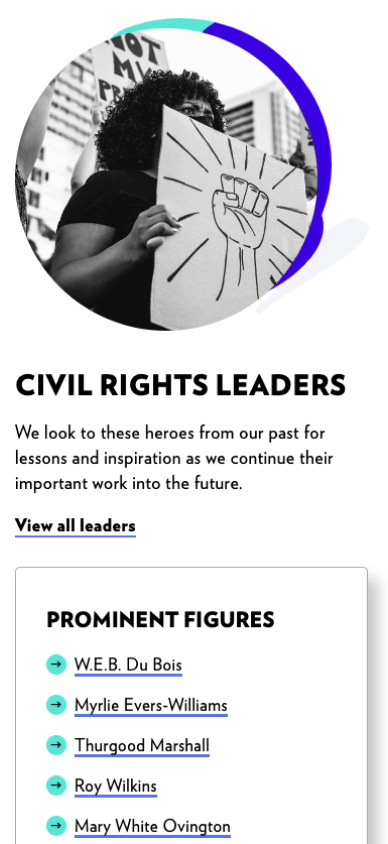 NOT
MY
PR
CIVIL RIGHTS LEADERS
We look to these heroes from our past for
lessons and inspiration as we continue their
important work into the future.
View all leaders
PROMINENT FIGURES
W.E.B. Du Bois
Myrlie Evers-Williams
Thurgood Marshall
Roy Wilkins
Mary White Ovington